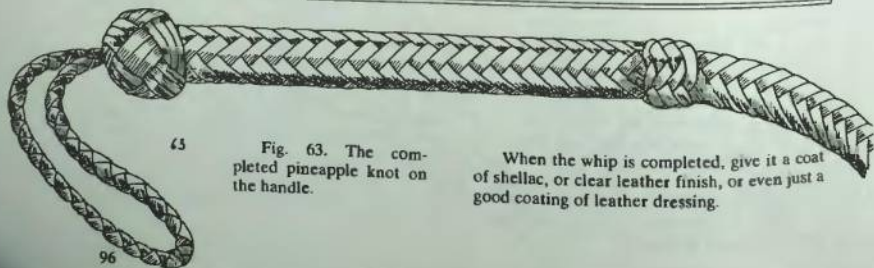 63
Fig. 63. The com-
pleted pineapple knot on
the handle.
When the whip is completed, give it a coat
of shellac, or clear leather finish, or even just a
good coating of leather dressing.
96